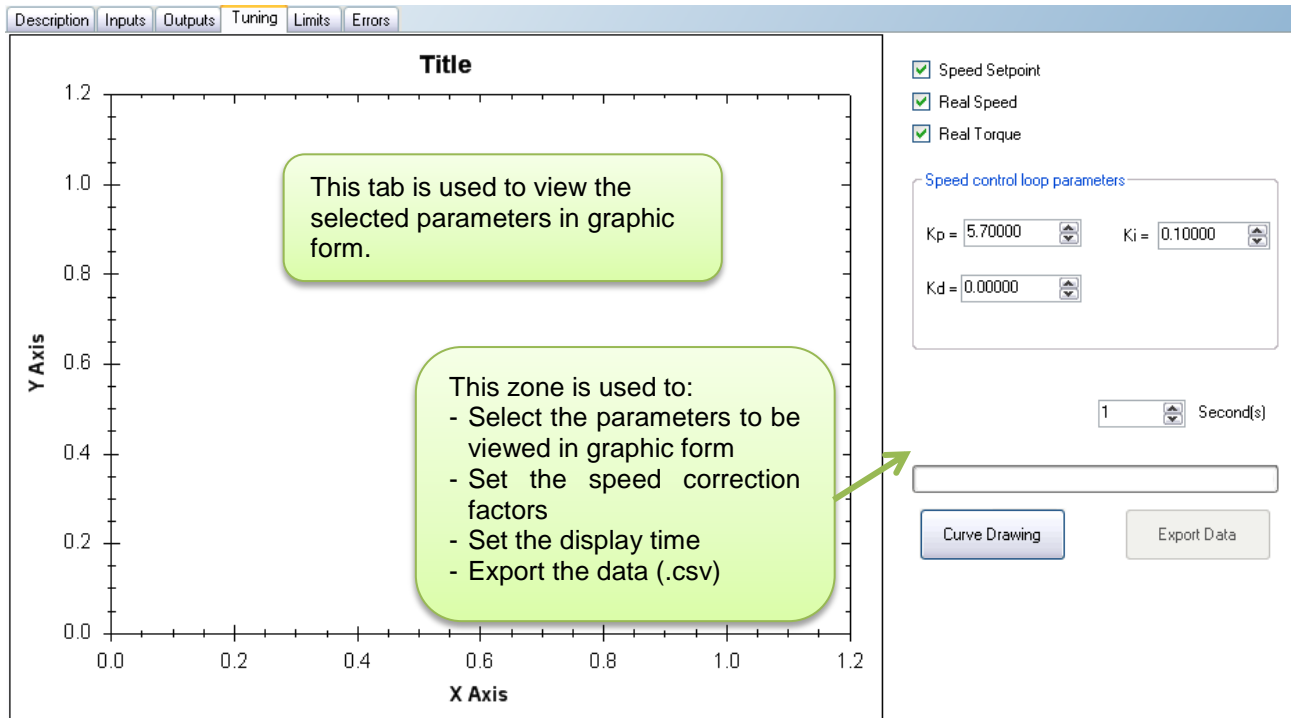 Description Inputs Outputs Tuning Limits Errors
Title
1.2
1.0
0.8
0.6
0.4
0.2
0.0
Y Axis
0.0 0.2 0.4 0.6 0.8 1.0 1.2
X Axis
This tab is used to view the
selected parameters in graphic
form.
This zone is used to:
- Select the parameters to be
viewed in graphic form
- Set the speed correction
factors
- Set the display time
- Export the data (.csv)
Speed Setpoint
Real Speed
Real Torque
Speed control loop parameters
Kp = 5.70000 Ki = 0.10000
Kd = 0.00000
1 Second(s)
Curve Drawing Export Data